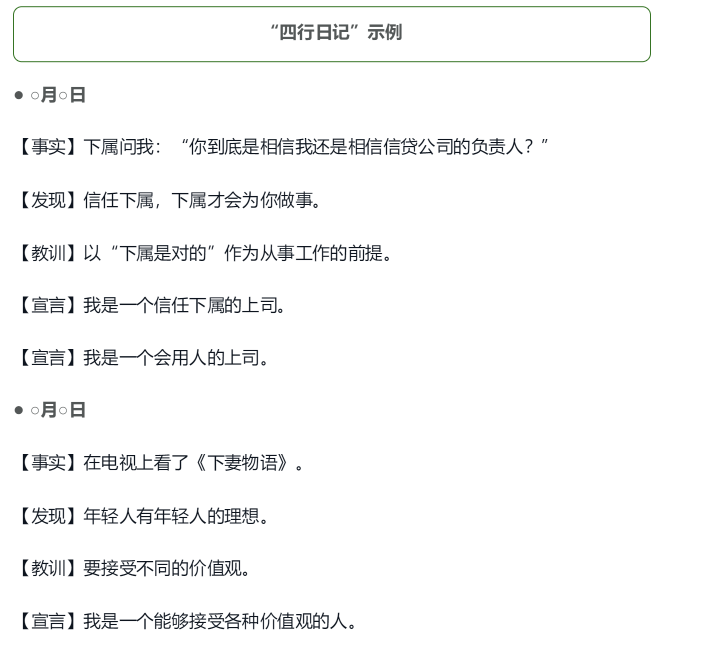 “四行日记”示例
● ○月○日
【事实】下属问我：“你到底是相信我还是相信信贷公司的负责人？”
【发现】信任下属，下属才会为你做事。
【教训】以“下属是对的”作为从事工作的前提。
【宣言】我是一个信任下属的上司。
【宣言】我是一个会用人的上司。
● ○月○日
【事实】在电视上看了《下妻物语》。
【发现】年轻人有年轻人的理想。
【教训】要接受不同的价值观。
【宣言】我是一个能够接受各种价值观的人。